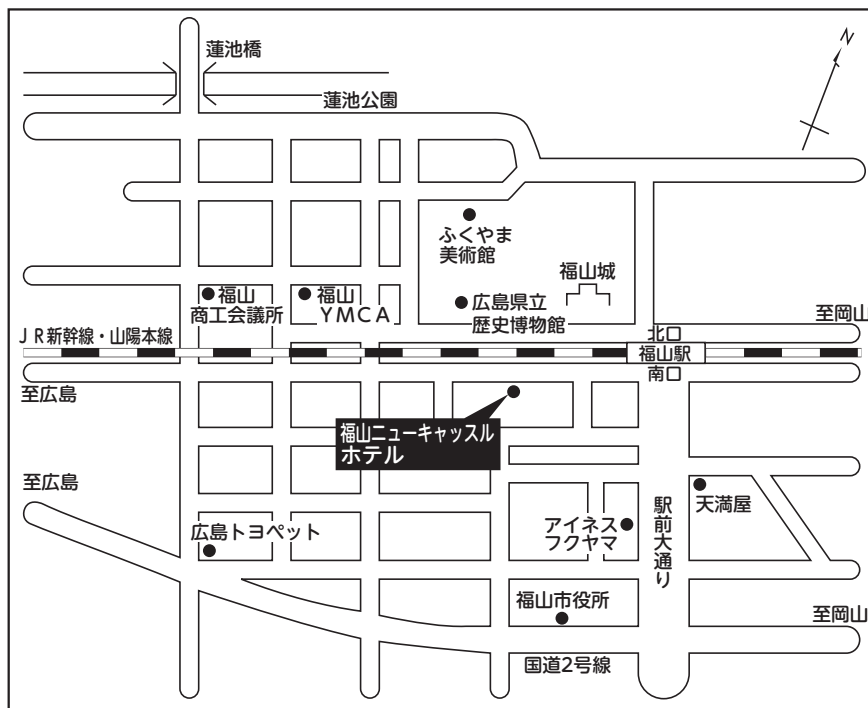 蓮池橋
N
蓮池公園
ふくやま
美術館
福山城
福山
商工会議所
福山
YMCA
広島県立
歴史博物館
至岡山
JR新幹線・山陽本線
北口
福山駅
南口
至広島
福山ニューキャッスル
ホテル
至広島
天満屋
駅前大通り
アイネス
フクヤマ
広島トヨペット
福山市役所
至岡山
国道2号線